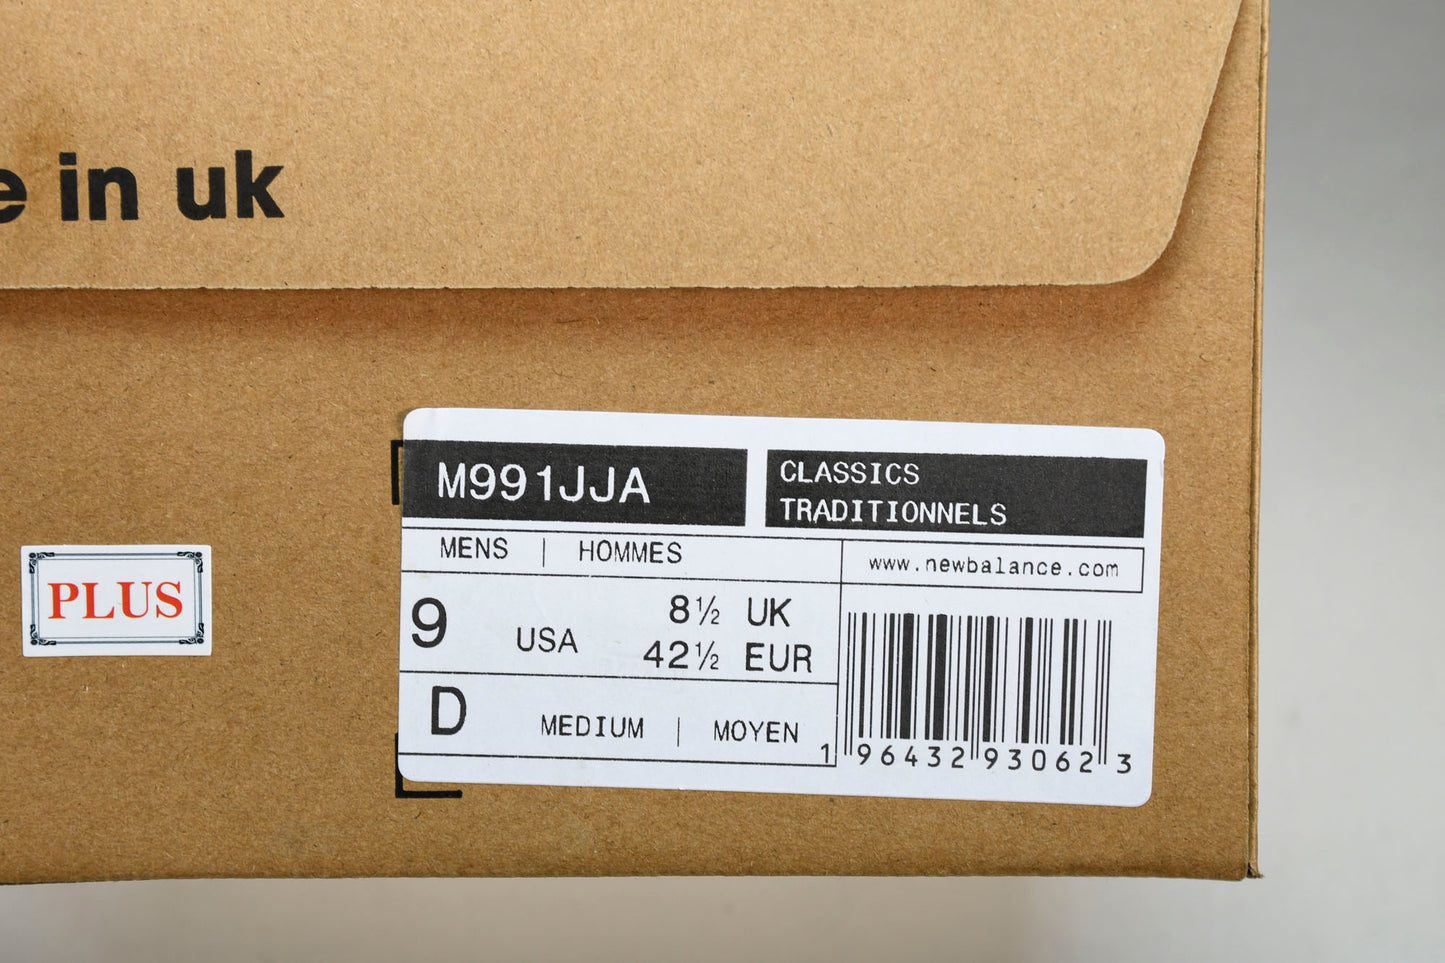 e in uk
M991JJA
CLASSICS
TRADITIONNELS
MENS | HOMMES
www.newbalance.com
9 USA
8½ UK
42½ EUR
D MEDIUM | MOYEN
1 96432 93062 3
PLUS